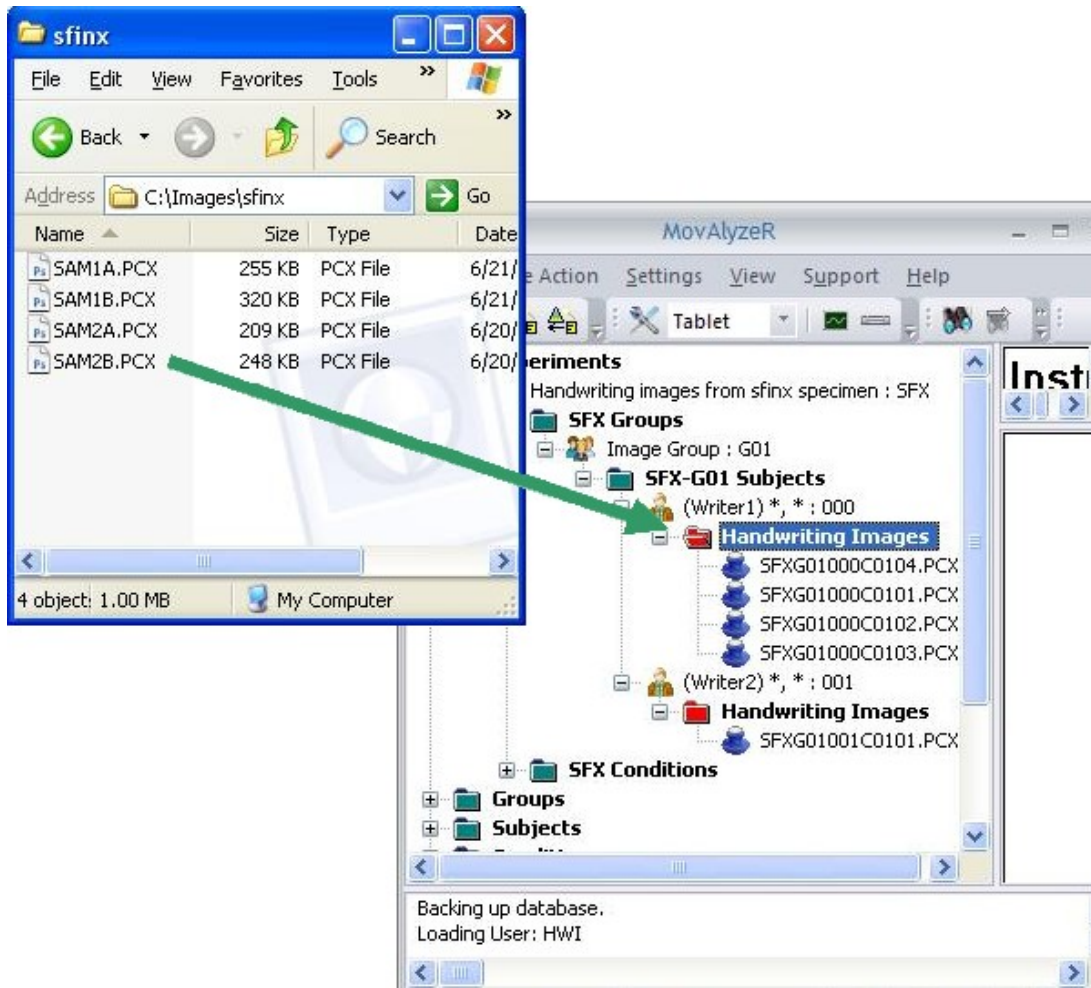 sfinx
File Edit View Favorites Tools »
Back Search »
Address C:\Images\sfinx Go
Name Size Type Date
SAM1A.PCX 255 KB PCX File 6/21/
SAM1B.PCX 320 KB PCX File 6/21/
SAM2A.PCX 209 KB PCX File 6/20/
SAM2B.PCX 248 KB PCX File 6/20/
4 object: 1.00 MB My Computer
MovAlyzeR
e Action Settings View Support Help
Tablet
periments
Handwriting images from sfinx specimen : SFX
SFX Groups
Image Group : G01
SFX-G01 Subjects
(Writer1) *, * : 000
Handwriting Images
SFXG01000C0104.PCX
SFXG01000C0101.PCX
SFXG01000C0102.PCX
SFXG01000C0103.PCX
(Writer2) *, * : 001
Handwriting Images
SFXG01001C0101.PCX
SFX Conditions
Groups
Subjects
Instr
Backing up database.
Loading User: HWI